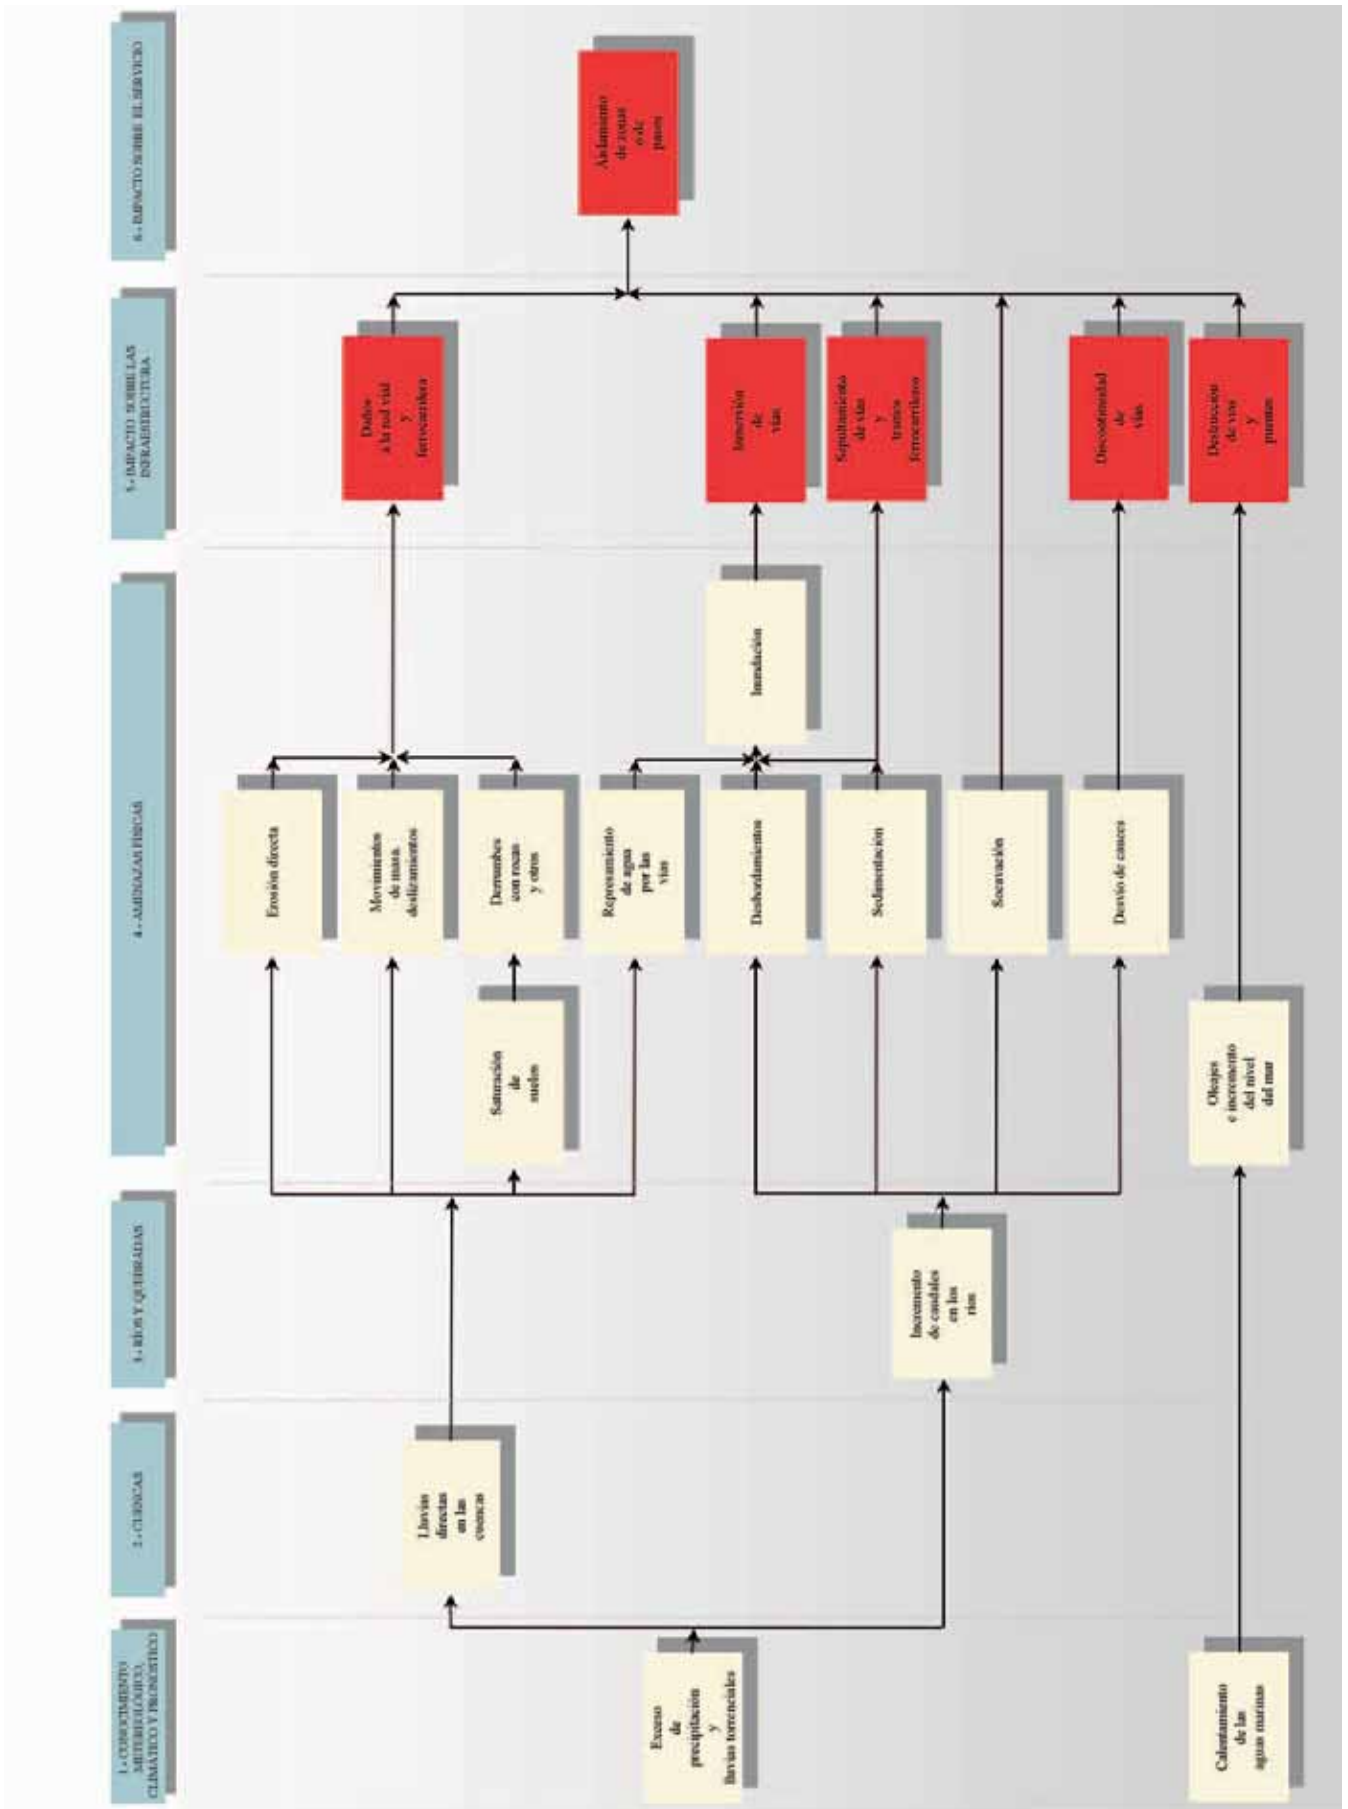 1.- CONOCIMIENTO
METEREOLÓGICO,
CLIMATICO Y PRONOSTICO
2.- CUENCAS
3.- RÍOS Y QUEBRADAS
4.- AMENAZAS FÍSICAS
5.- IMPACTO SOBRE LAS
INFRAESTRUCTURA
6.- IMPACTO SOBRE EL SERVICIO
Exceso
de
precipitación
y
lluvias torrenciales
Calentamiento
de las
aguas marinas
Lluvias
directas
en las
cuencas
Incremento
de caudales
en los
ríos
Saturación
de
suelos
Oleajes
e incremento
del nivel
del mar
Erosión directa
Movimientos
de masa.
deslizamientos
Derrumbes
con rocas
y otros
Represamiento
de agua
por las
vías
Desbordamientos
Sedimentación
Socavación
Desvío de cauces
Inundación
Daños
a la red vial
y
ferrocarrilera
Inmersión
de
vías
Sepultamiento
de vías
y
tramos
ferrocarrileros
Discontinuidad
de
vías
Destrucción
de vías
y
puentes
Aislamiento
de zonas
o de
países